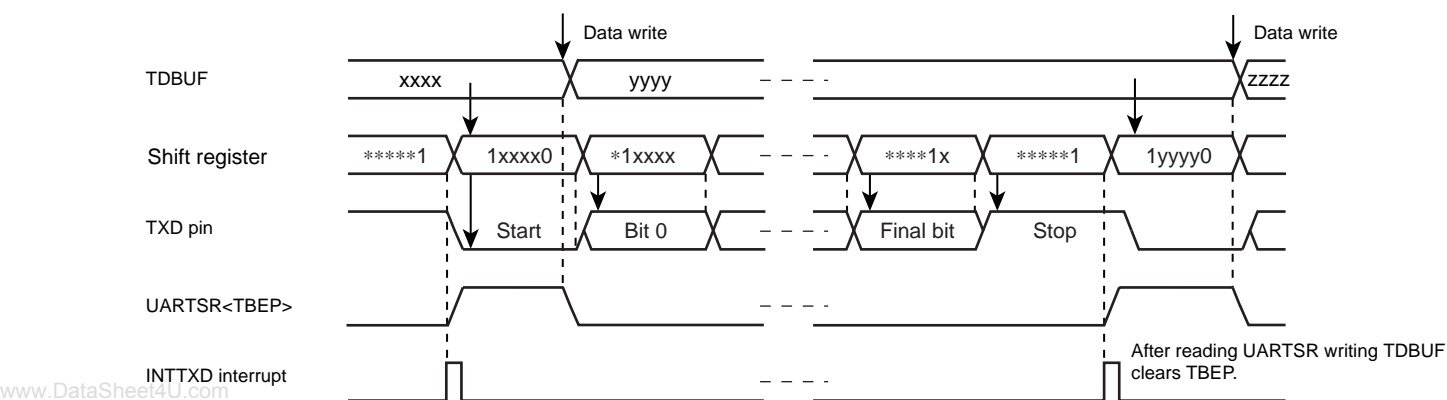 Data write
Data write
TDBUF
xxxx
yyyy
zzzz
Shift register
*****1
1xxxx0
*1xxxx
****1x
*****1
1yyyy0
TXD pin
Start
Bit 0
Final bit
Stop
UARTSR<TBEP>
After reading UARTSR writing TDBUF
clears TBEP.
INTTXD interrupt
www.DataSheet4U.com